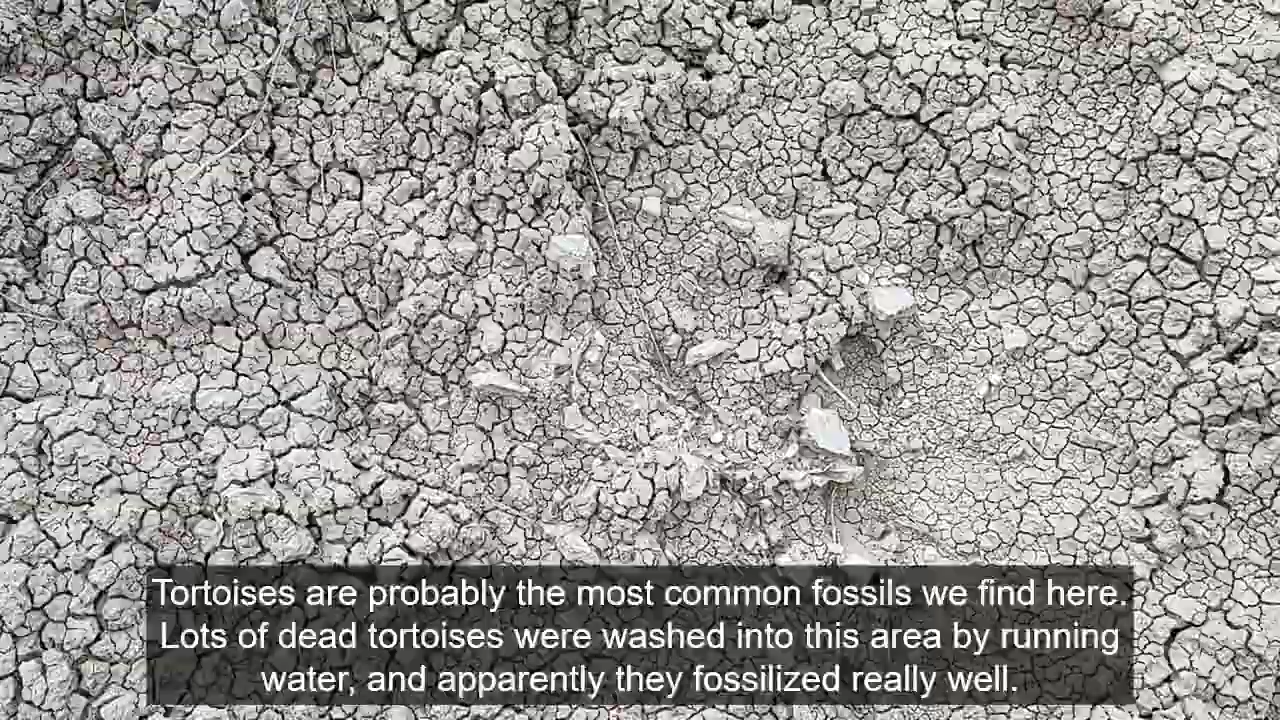 Tortoises are probably the most common fossils we find here.
Lots of dead tortoises were washed into this area by running
water, and apparently they fossilized really well.